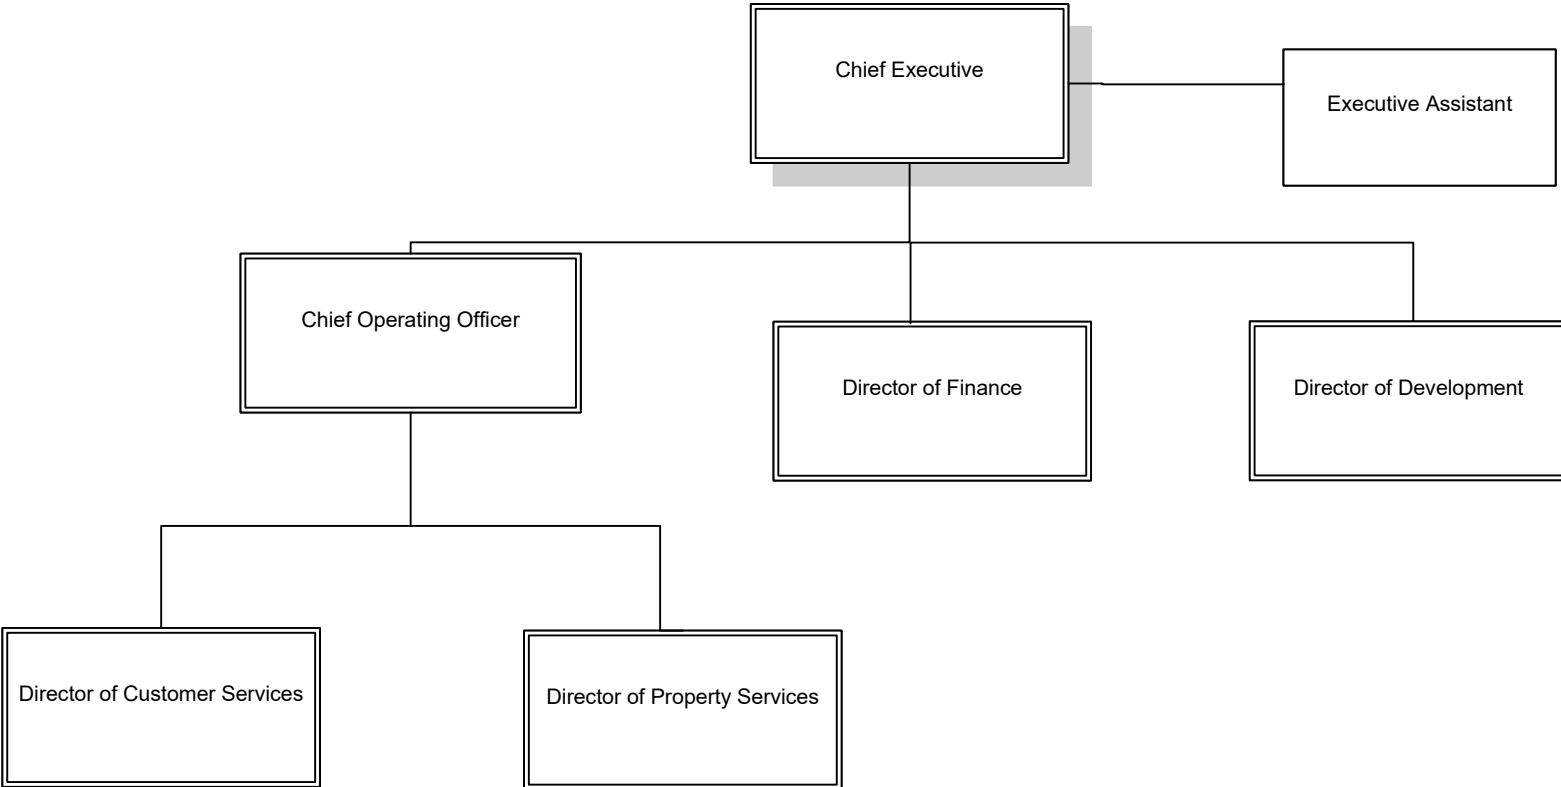 Chief Executive
Executive Assistant
Chief Operating Officer
Director of Finance
Director of Development
Director of Customer Services
Director of Property Services